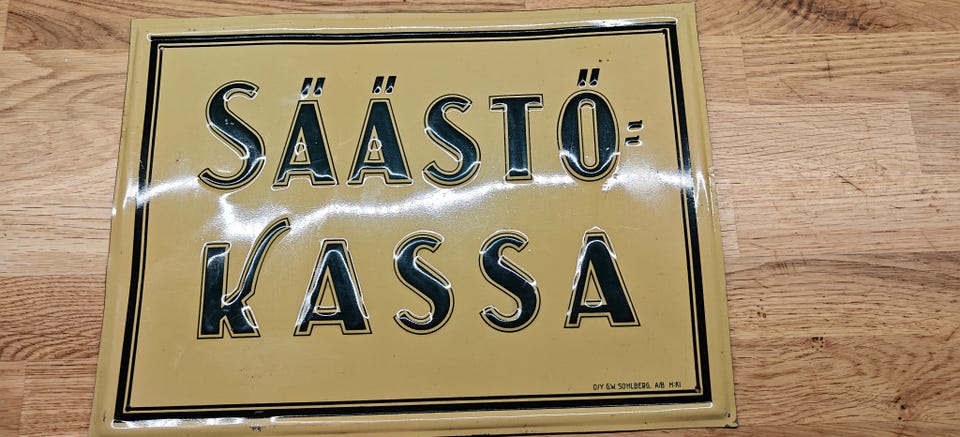 SÄÄSTÖ=
KASSA
O/Y G.W. SOHLBERG. A/B H:KI